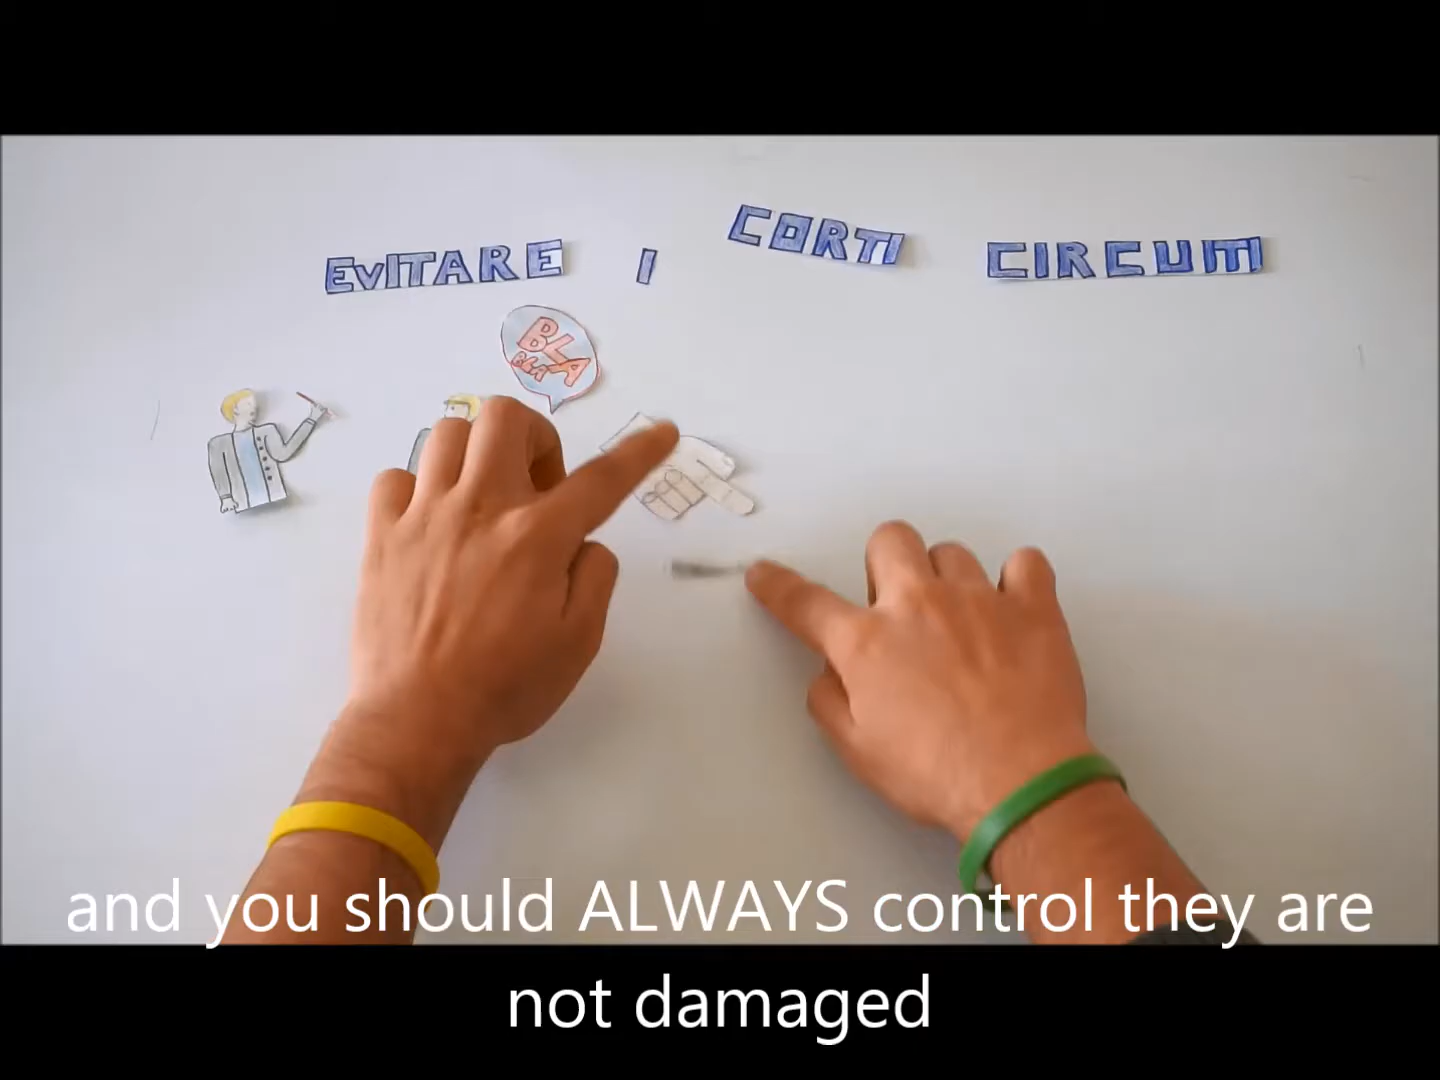 EvITARE I CORTI CIRCUITI
BLA
BLA
and you should ALWAYS control they are
not damaged